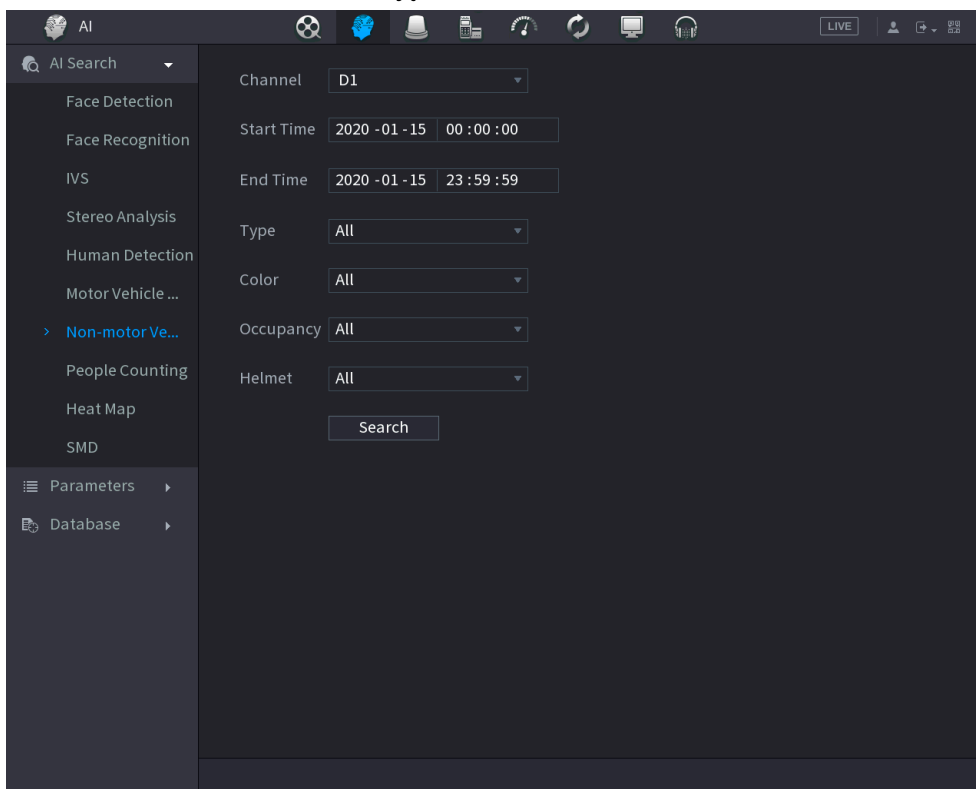 AI
LIVE
AI Search
Face Detection
Face Recognition
IVS
Stereo Analysis
Human Detection
Motor Vehicle ...
Non-motor Ve...
People Counting
Heat Map
SMD
Parameters
Database
Channel D1
Start Time 2020 -01 -15 00 :00 :00
End Time 2020 -01 -15 23 :59 :59
Type All
Color All
Occupancy All
Helmet All
Search